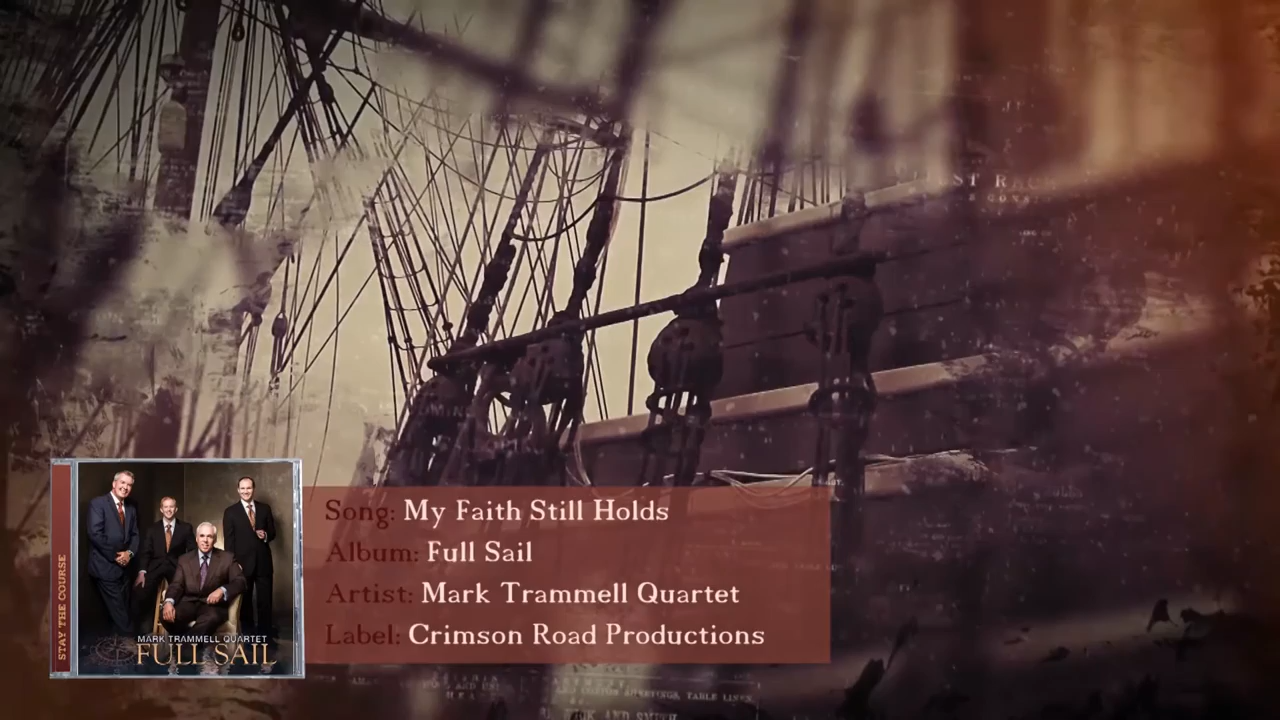 Song: My Faith Still Holds
Album: Full Sail
Artist: Mark Trammell Quartet
Label: Crimson Road Productions
STAY THE COURSE
MARK TRAMMELL QUARTET
FULL SAIL